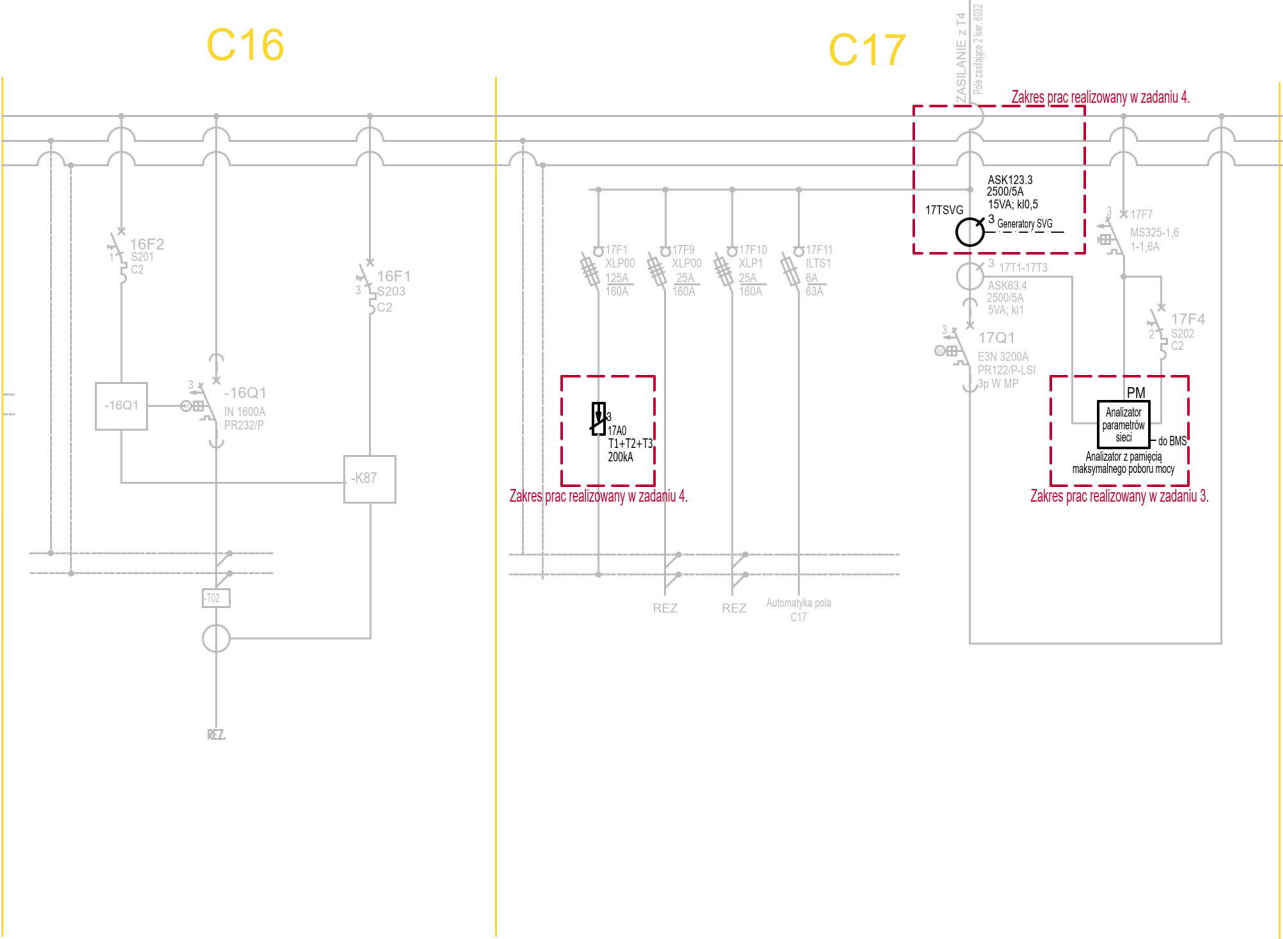 C16
C17
ZASILANIE z T4
Pole zasilające 2 kier. 6032
Zakres prac realizowany w zadaniu 4.
ASK123.3
2500/5A
15VA; kl0,5
17TSVG
3
Generatory SVG
3
17T1-17T3
ASK63.4
2500/5A
5VA; kl1
3
17F7
MS325-1,6
1-1,6A
16F2
S201
1
C2
16F1
S203
3
C2
17F1
XLP00
125A
160A
17F9
XLP00
25A
160A
17F10
XLP1
25A
160A
17F11
ILTS1
6A
63A
3
17Q1
E3N 3200A
PR122/P-LSI
3p W MP
17F4
S202
2
C2
-16Q1
3
-16Q1
IN 1600A
PR232/P
M
M
-K87
3
17A0
T1+T2+T3
200kA
Zakres prac realizowany w zadaniu 4.
PM
Analizator
parametrów
sieci
do BMS
Analizator z pamięcią
maksymalnego poboru mocy
Zakres prac realizowany w zadaniu 3.
-T02
REZ
REZ
Automatyka pola
C17
REZ.